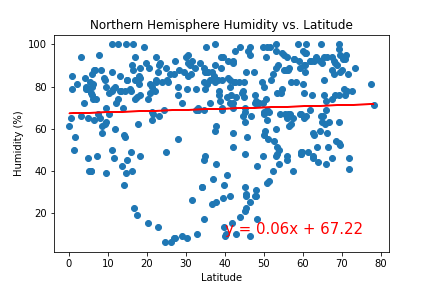 Northern Hemisphere Humidity vs. Latitude
100
80
60
40
20
Humidity (%)
y = 0.06x + 67.22
0 10 20 30 40 50 60 70 80
Latitude